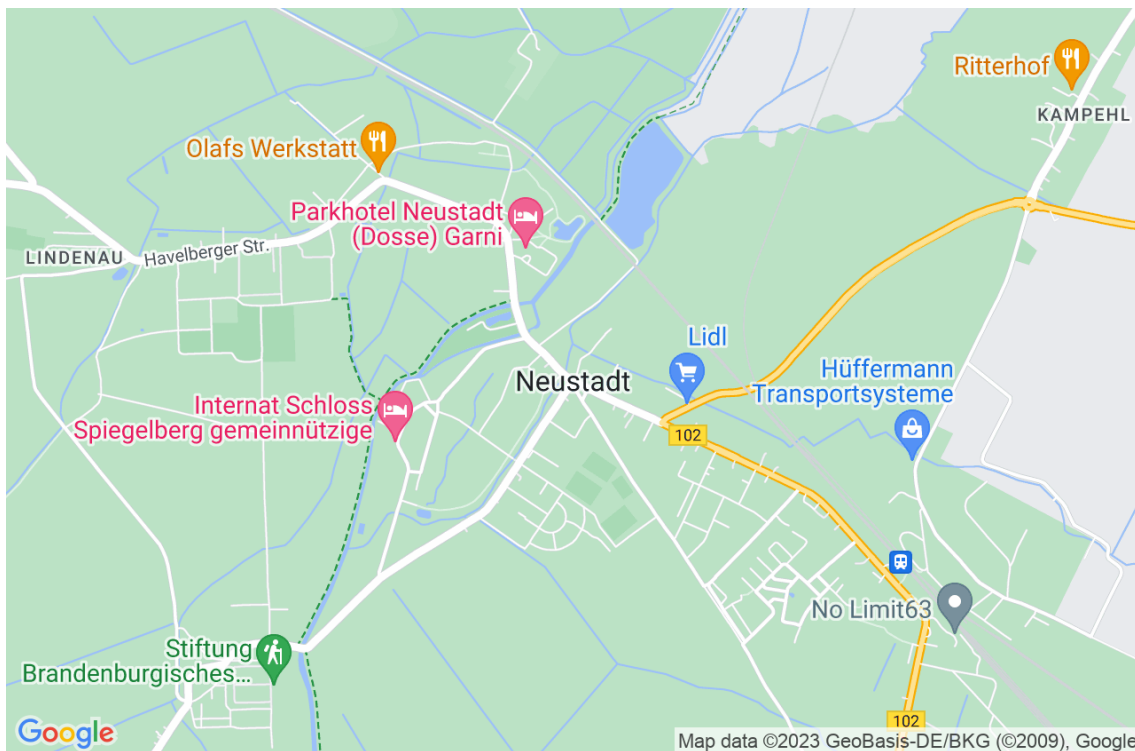 Ritterhof
KAMPEHL
Olafs Werkstatt
Parkhotel Neustadt
(Dosse) Garni
Havelberger Str.
LINDENAU
Lidl
Neustadt
Hüffermann
Transportsysteme
Internat Schloss
Spiegelberg gemeinnützige
102
No Limit63
Stiftung
Brandenburgisches...
102
Google
Map data ©2023 GeoBasis-DE/BKG (©2009), Google